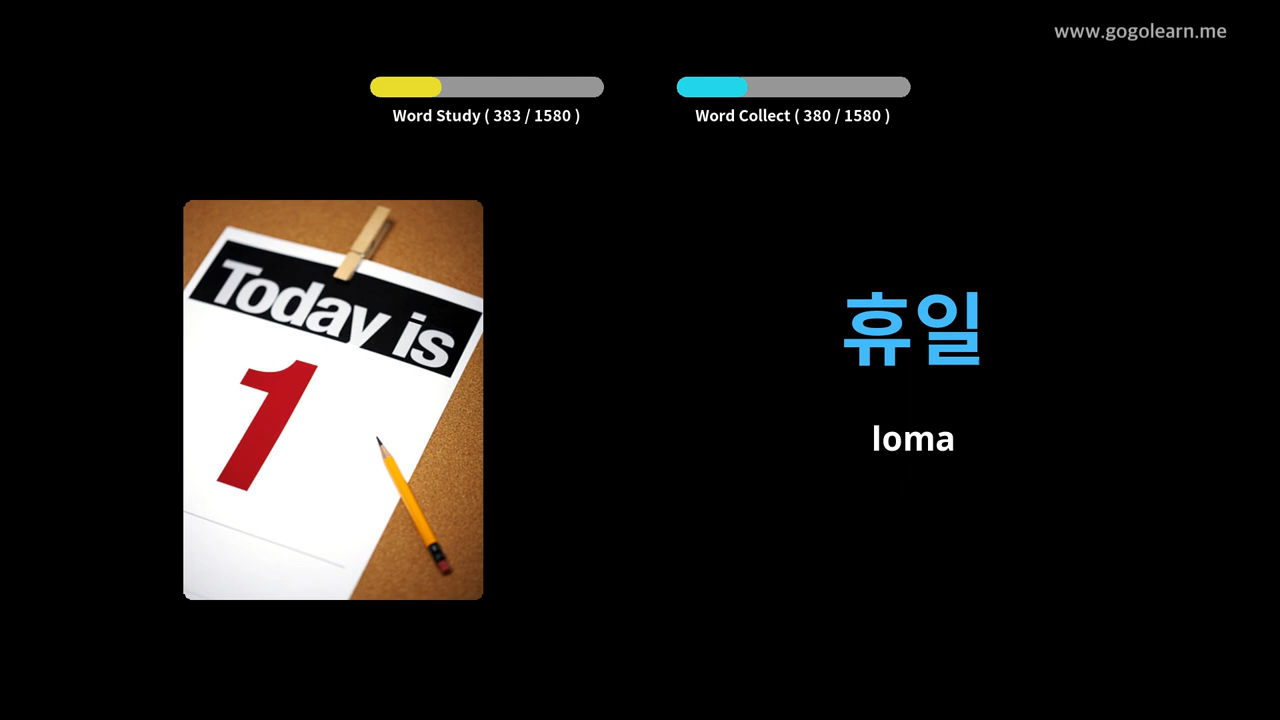 www.gogolearn.me
Word Study ( 383 / 1580 )
Word Collect ( 380 / 1580 )
Today is
1
휴일
loma